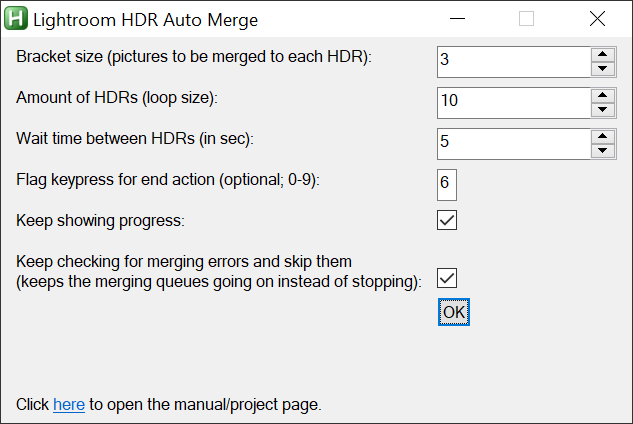 H Lightroom HDR Auto Merge
Bracket size (pictures to be merged to each HDR): 3
Amount of HDRs (loop size): 10
Wait time between HDRs (in sec): 5
Flag keypress for end action (optional; 0-9): 6
Keep showing progress:
Keep checking for merging errors and skip them
(keeps the merging queues going on instead of stopping):
OK
Click here to open the manual/project page.